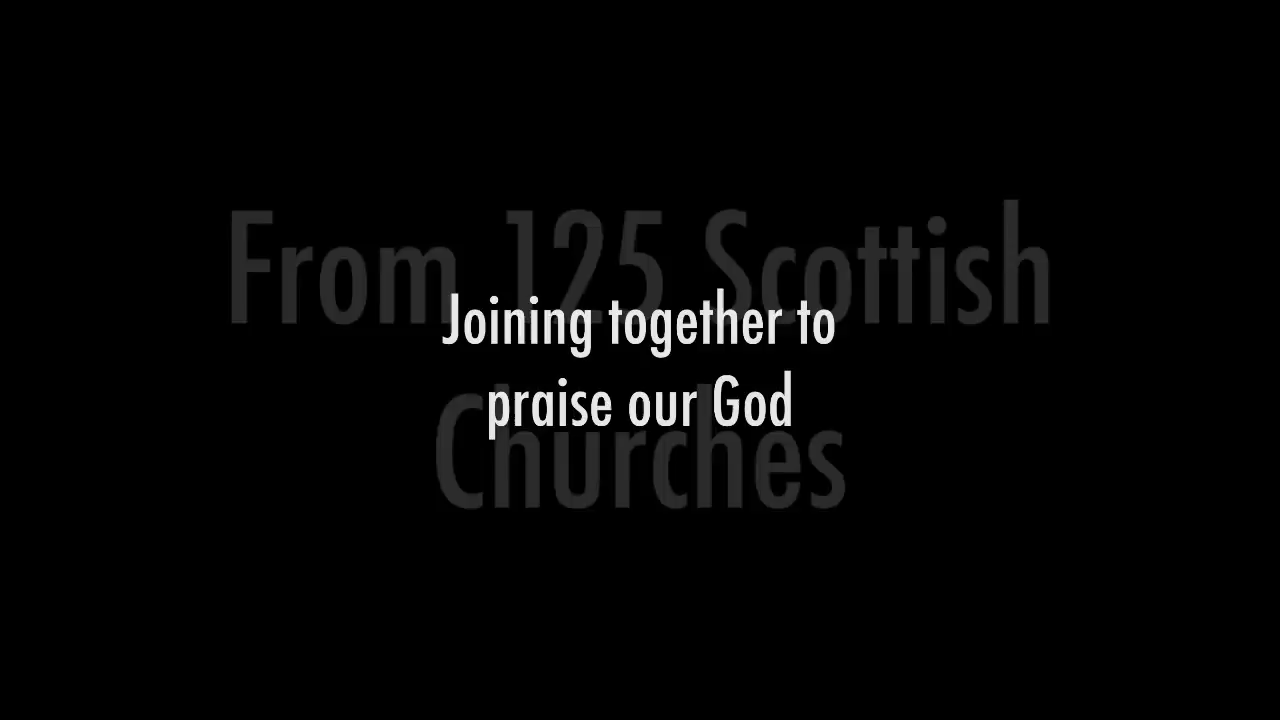 From 125 Scottish
Joining together to
praise our God
Churches